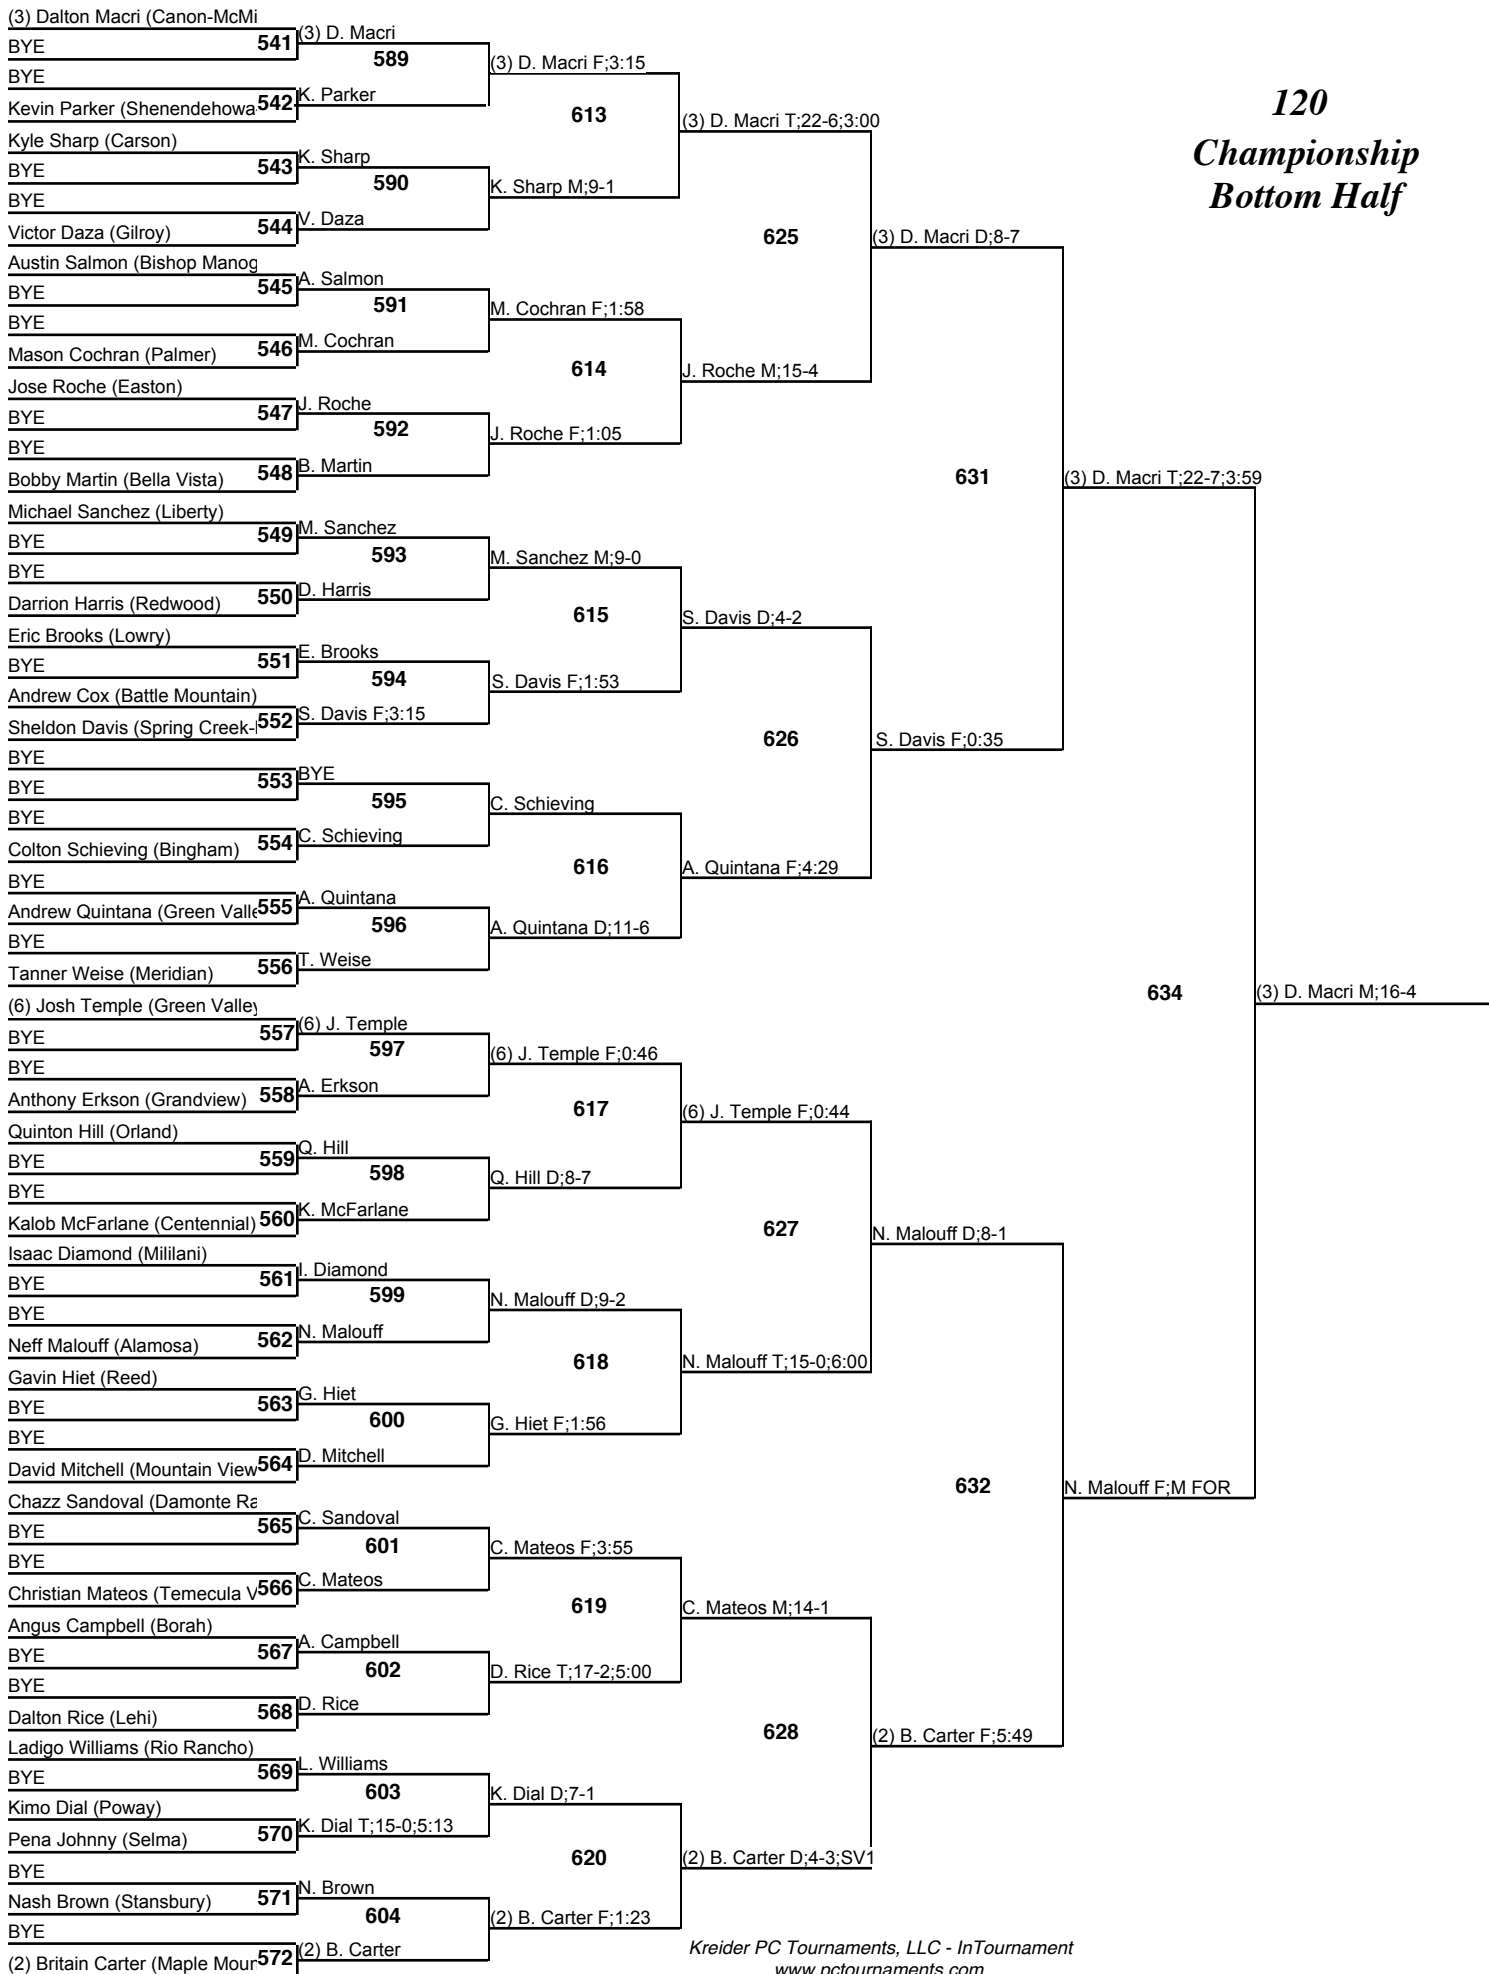 (3) Dalton Macri (Canon-McMi
BYE
541
BYE
Kevin Parker (Shenendehowa
542
Kyle Sharp (Carson)
BYE
543
BYE
Victor Daza (Gilroy)
544
Austin Salmon (Bishop Manog
BYE
545
BYE
Mason Cochran (Palmer)
546
Jose Roche (Easton)
BYE
547
BYE
Bobby Martin (Bella Vista)
548
Michael Sanchez (Liberty)
BYE
549
BYE
Darrion Harris (Redwood)
550
Eric Brooks (Lowry)
BYE
551
Andrew Cox (Battle Mountain)
Sheldon Davis (Spring Creek-
552
BYE
BYE
553
BYE
Colton Schieving (Bingham)
554
BYE
Andrew Quintana (Green Valle
555
BYE
Tanner Weise (Meridian)
556
(6) Josh Temple (Green Valley
BYE
557
BYE
Anthony Erkson (Grandview)
558
Quinton Hill (Orland)
BYE
559
BYE
Kalob McFarlane (Centennial)
560
Isaac Diamond (Mililani)
BYE
561
BYE
Neff Malouff (Alamosa)
562
Gavin Hiet (Reed)
BYE
563
BYE
David Mitchell (Mountain View
564
Chazz Sandoval (Damonte Ra
BYE
565
BYE
Christian Mateos (Temecula V
566
Angus Campbell (Borah)
BYE
567
BYE
Dalton Rice (Lehi)
568
Ladigo Williams (Rio Rancho)
BYE
569
Kimo Dial (Poway)
Pena Johnny (Selma)
570
BYE
Nash Brown (Stansbury)
571
BYE
(2) Britain Carter (Maple Moun
572
(3) D. Macri
589
K. Parker
K. Sharp
590
V. Daza
A. Salmon
591
M. Cochran
J. Roche
592
B. Martin
M. Sanchez
593
D. Harris
E. Brooks
594
S. Davis F;3:15
BYE
595
C. Schieving
A. Quintana
596
T. Weise
(6) J. Temple
597
A. Erkson
Q. Hill
598
K. McFarlane
I. Diamond
599
N. Malouff
G. Hiet
600
D. Mitchell
C. Sandoval
601
C. Mateos
A. Campbell
602
D. Rice
L. Williams
603
K. Dial T;15-0;5:13
N. Brown
604
(2) B. Carter
(3) D. Macri F;3:15
613
K. Sharp M;9-1
M. Cochran F;1:58
614
J. Roche F;1:05
M. Sanchez M;9-0
615
S. Davis F;1:53
C. Schieving
616
A. Quintana D;11-6
(6) J. Temple F;0:46
617
Q. Hill D;8-7
N. Malouff D;9-2
618
G. Hiet F;1:56
C. Mateos F;3:55
619
D. Rice T;17-2;5:00
K. Dial D;7-1
620
(2) B. Carter F;1:23
(3) D. Macri T;22-6;3:00
625
J. Roche M;15-4
S. Davis D;4-2
626
A. Quintana F;4:29
(6) J. Temple F;0:44
627
N. Malouff T;15-0;6:00
C. Mateos M;14-1
628
(2) B. Carter D;4-3;SV1
(3) D. Macri D;8-7
631
S. Davis F;0:35
N. Malouff D;8-1
632
(2) B. Carter F;5:49
(3) D. Macri T;22-7;3:59
634
N. Malouff F;M FOR
(3) D. Macri M;16-4
120
Championship
Bottom Half
Kreider PC Tournaments, LLC - InTournament
www.pctournaments.com